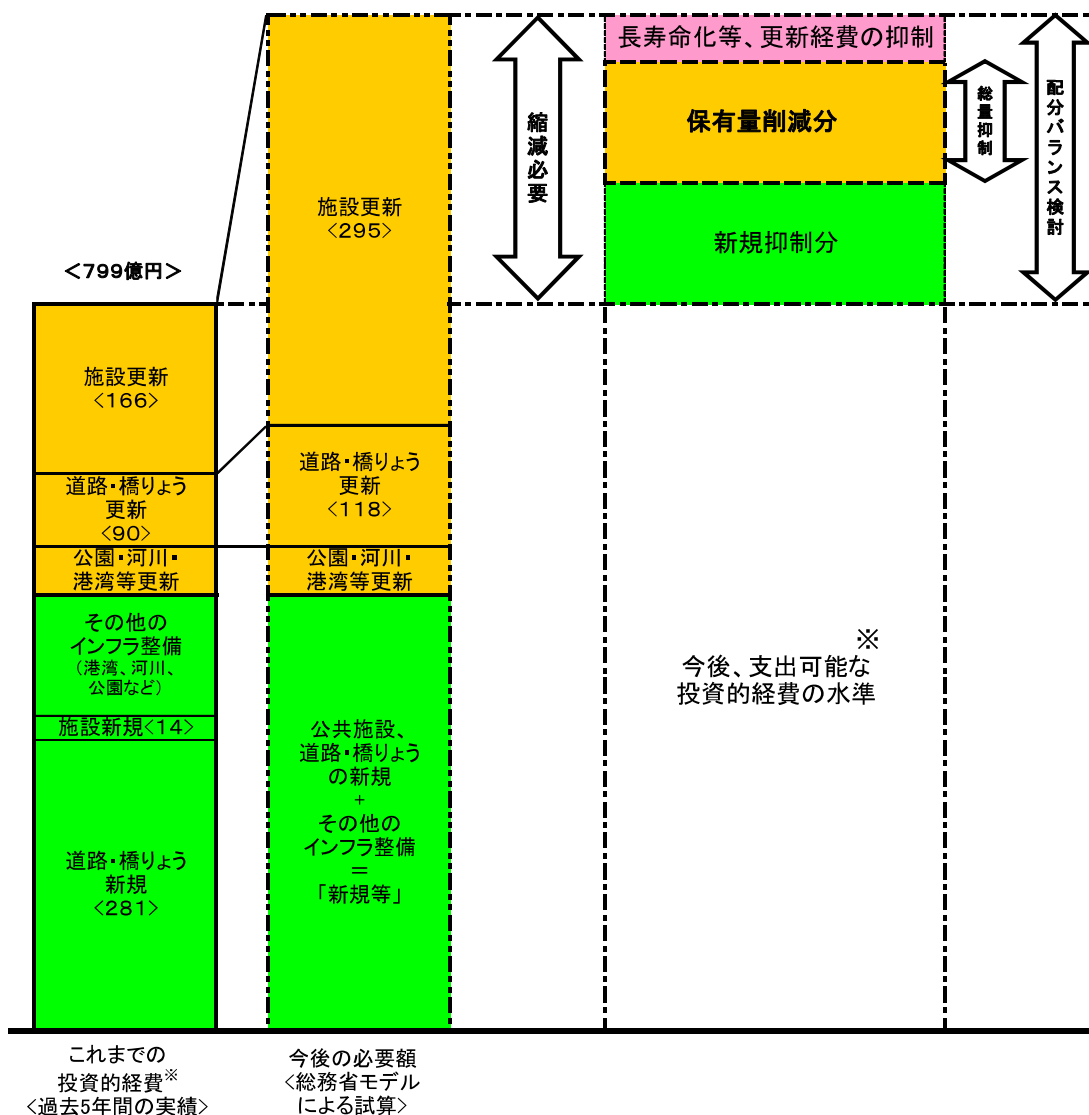 ＜799億円＞
施設更新
<166>
道路・橋りょう
更新
<90>
公園・河川・
港湾等更新
その他の
インフラ整備
（港湾、河川、
公園など）
施設新規<14>
道路・橋りょう
新規
<281>
これまでの
投資的経費※
<過去5年間の実績>
施設更新
<295>
道路・橋りょう
更新
<118>
公園・河川・
港湾等更新
公共施設、
道路・橋りょう
の新規
+
その他の
インフラ整備
＝
「新規等」
今後の必要額
<総務省モデル
による試算>
縮減必要
長寿命化等、更新経費の抑制
保有量削減分
新規抑制分
総量抑制
配分バランス検討
※
今後、支出可能な
投資的経費の水準